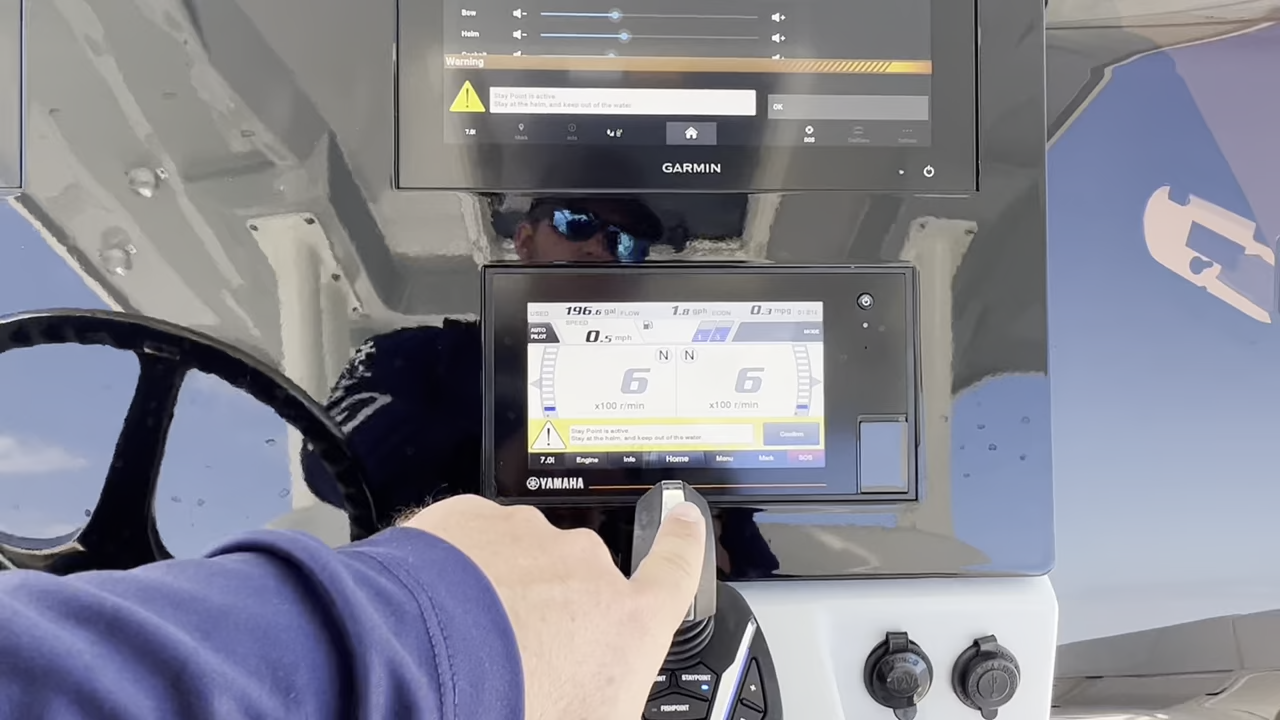 Bow
Helm
Warning
Stay Point is active.
Stay at the helm, and keep out of the water.
OK
SOS
GARMIN
USED 196.6 gal FLOW 1.8 gph ECON 0.3 mpg
AUTO PILOT SPEED 0.5 mph MODE
N N
6 6
x100 r/min x100 r/min
Stay Point is active.
Stay at the helm, and keep out of the water.
Confirm
Engine Info Home Menu Mark SOS
YAMAHA
STAYPOINT
FISHPOINT